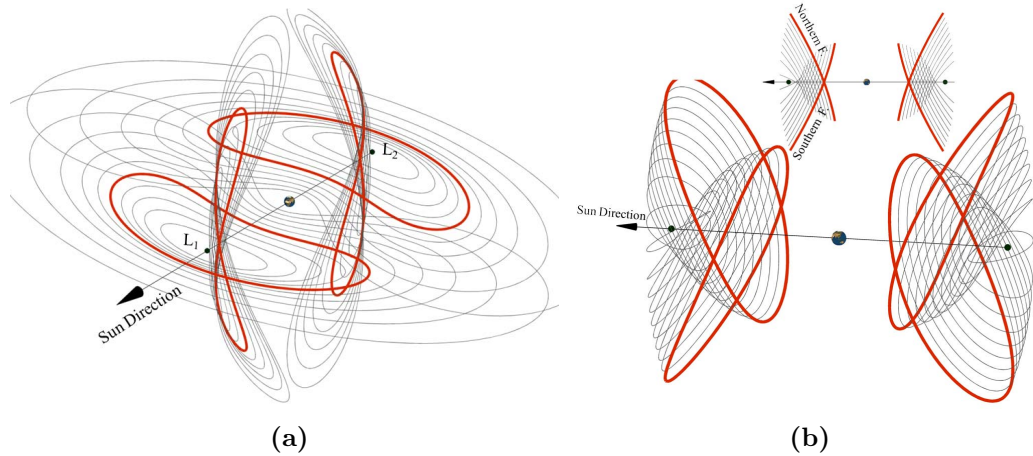 L₁
L₂
Sun Direction
(a)
Northern F.
Southern F.
Sun Direction
(b)